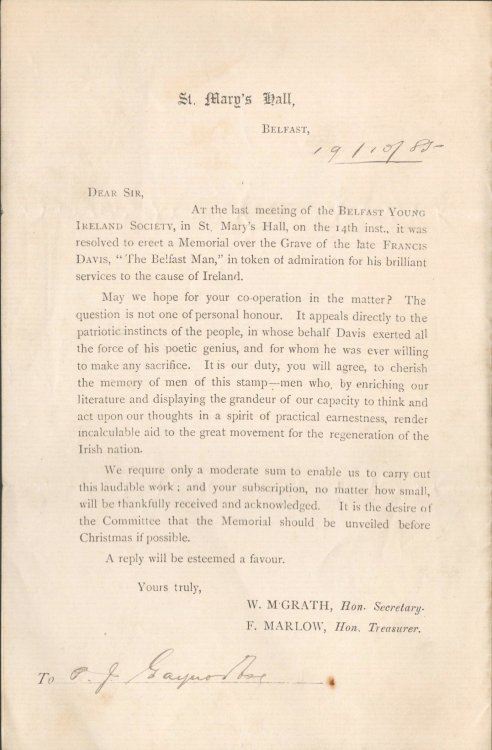 St. Mary's Hall,
Belfast,
19/10/85
Dear Sir,
At the last meeting of the Belfast Young
Ireland Society, in St. Mary's Hall, on the 14th inst., it was
resolved to erect a Memorial over the Grave of the late Francis
Davis, "The Belfast Man," in token of admiration for his brilliant
services to the cause of Ireland.
May we hope for your co-operation in the matter? The
question is not one of personal honour. It appeals directly to the
patriotic instincts of the people, in whose behalf Davis exerted all
the force of his poetic genius, and for whom he was ever willing
to make any sacrifice. It is our duty, you will agree, to cherish
the memory of men of this stamp—men who, by enriching our
literature and displaying the grandeur of our capacity to think and
act upon our thoughts in a spirit of practical earnestness, render
incalculable aid to the great movement for the regeneration of the
Irish nation.
We require only a moderate sum to enable us to carry out
this laudable work; and your subscription, no matter how small,
will be thankfully received and acknowledged. It is the desire of
the Committee that the Memorial should be unveiled before
Christmas if possible.
A reply will be esteemed a favour.
Yours truly,
W. M'GRATH, Hon. Secretary.
F. MARLOW, Hon. Treasurer.
To P. J. Gaynor Esq